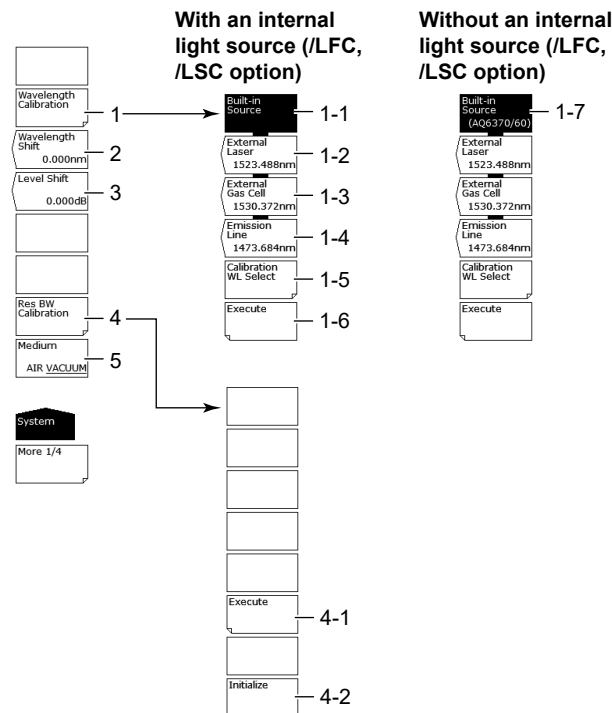 With an internal
light source (/LFC,
/LSC option)
Without an internal
light source (/LFC,
/LSC option)
Wavelength
Calibration
1
Wavelength
Shift
0.000nm
2
Level Shift
0.000dB
3
Res BW
Calibration
4
Medium
AIR VACUUM
5
System
More 1/4
Built-in
Source
1-1
External
Laser
1523.488nm
1-2
External
Gas Cell
1530.372nm
1-3
Emission
Line
1473.684nm
1-4
Calibration
WL Select
1-5
Execute
1-6
Built-in
Source
(AQ6370/60)
1-7
External
Laser
1523.488nm
External
Gas Cell
1530.372nm
Emission
Line
1473.684nm
Calibration
WL Select
Execute
Execute
4-1
Initialize
4-2